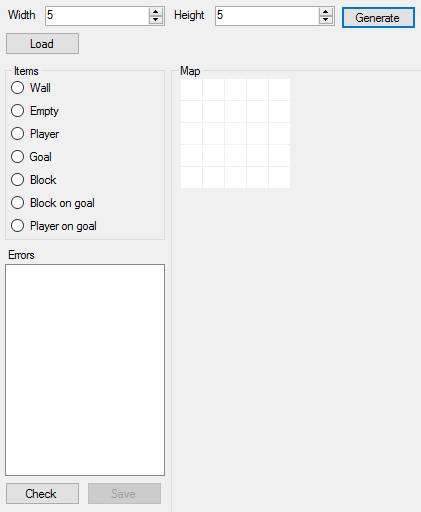 Width 5 Height 5 Generate
Load
Items Map
Wall
Empty
Player
Goal
Block
Block on goal
Player on goal
Errors
Check Save